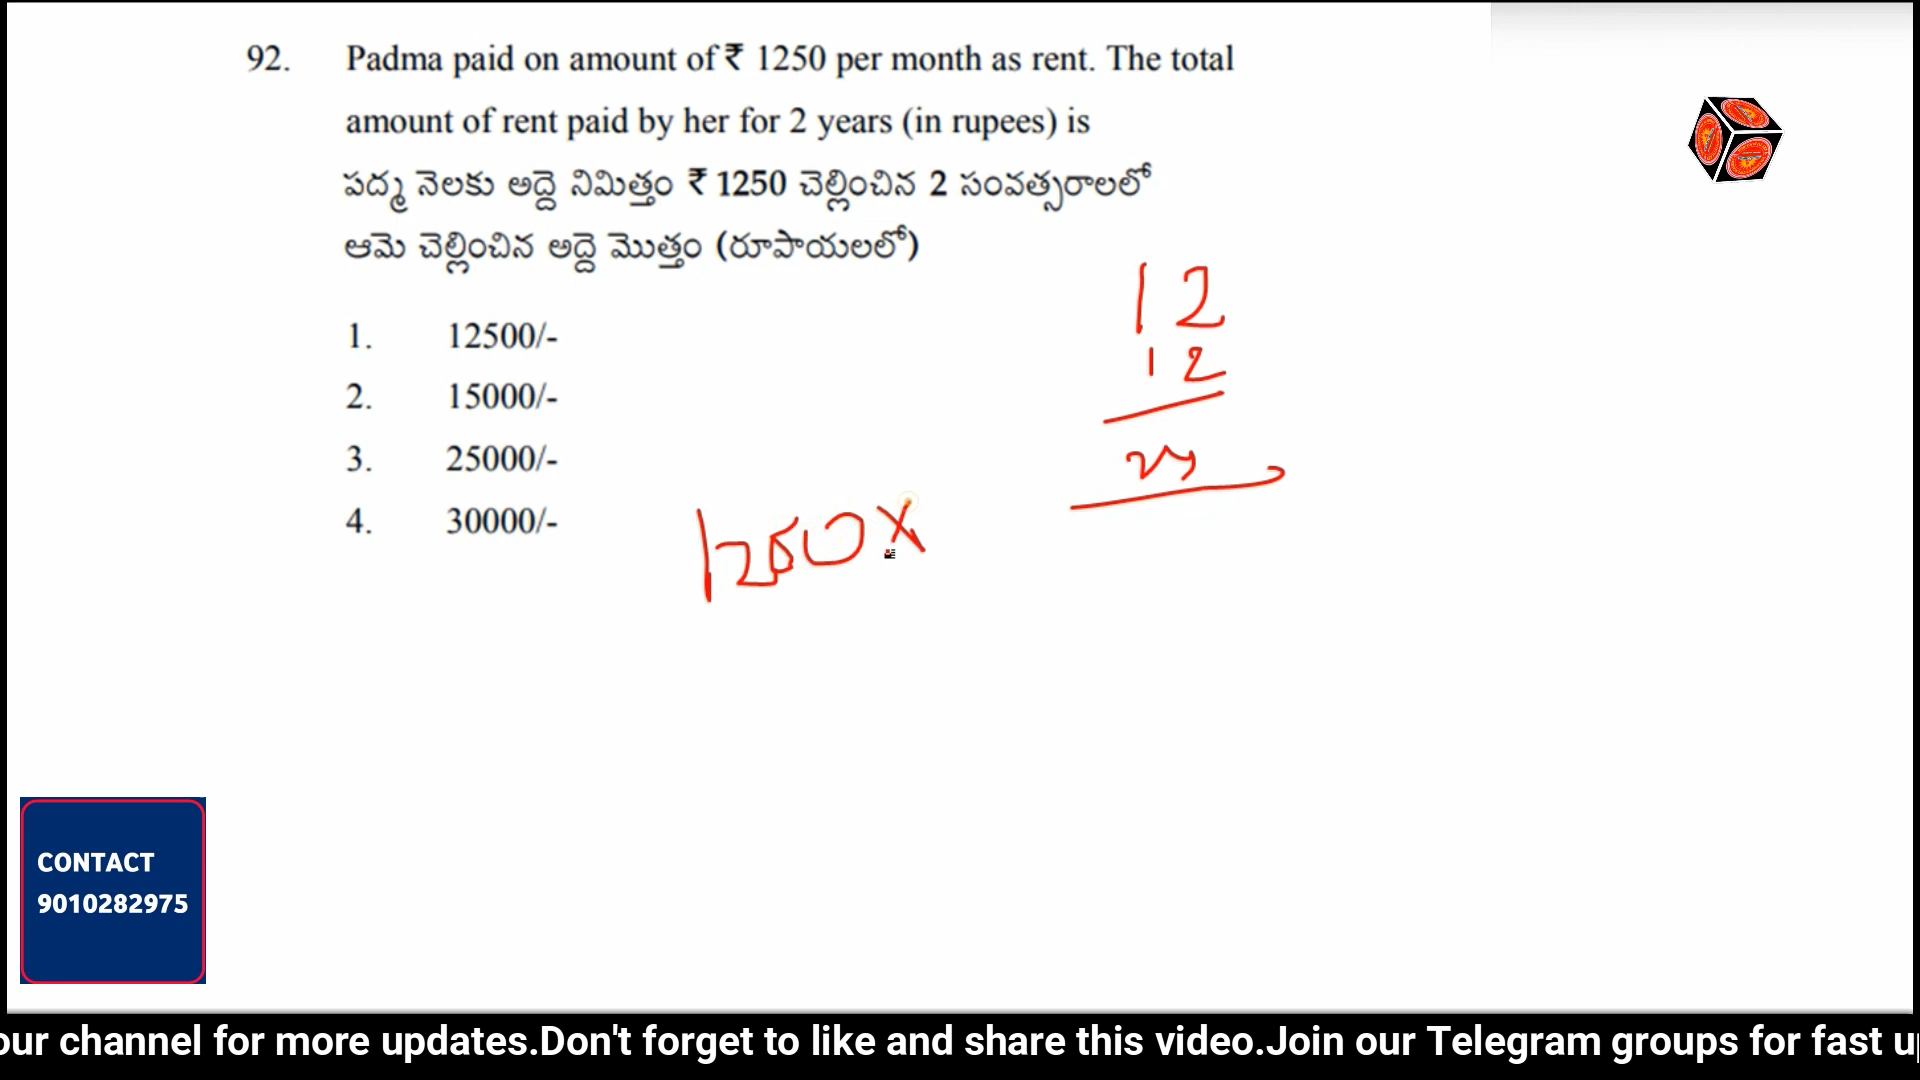 92. Padma paid on amount of ₹ 1250 per month as rent. The total
amount of rent paid by her for 2 years (in rupees) is
పద్మ నెలకు అద్దె నిమిత్తం ₹ 1250 చెల్లించిన 2 సంవత్సరాలలో
ఆమె చెల్లించిన అద్దె మొత్తం (రూపాయలలో)
1. 12500/-
2. 15000/-
3. 25000/-
4. 30000/-
12
12
24
1250x
CONTACT
9010282975
our channel for more updates.Don't forget to like and share this video.Join our Telegram groups for fast u